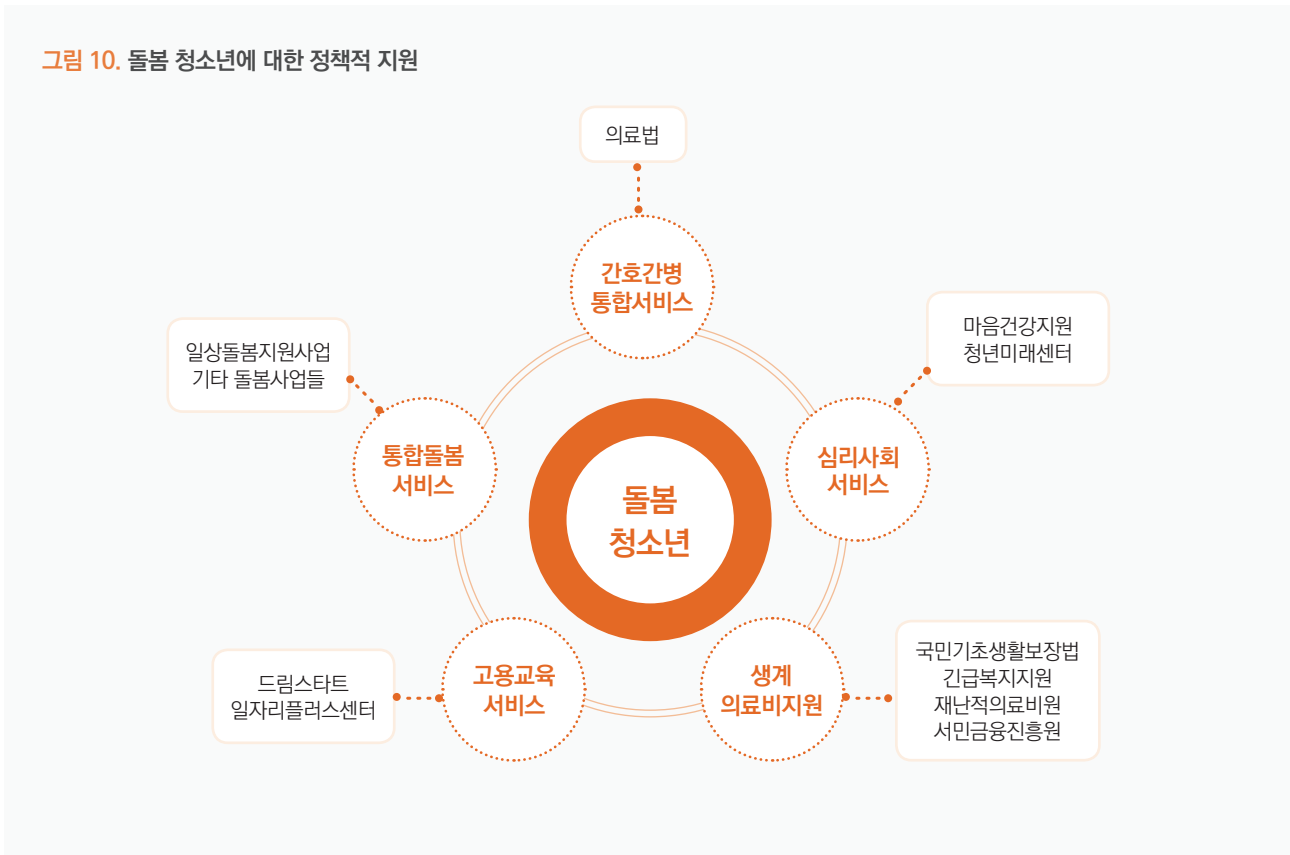 그림 10. 돌봄 청소년에 대한 정책적 지원
의료법
간호간병
통합서비스
마음건강지원
청년미래센터
심리사회
서비스
일상돌봄지원사업
기타 돌봄사업들
통합돌봄
서비스
돌봄
청소년
고용교육
서비스
드림스타트
일자리플러스센터
생계
의료비지원
국민기초생활보장법
긴급복지지원
재난적의료비원
서민금융진흥원